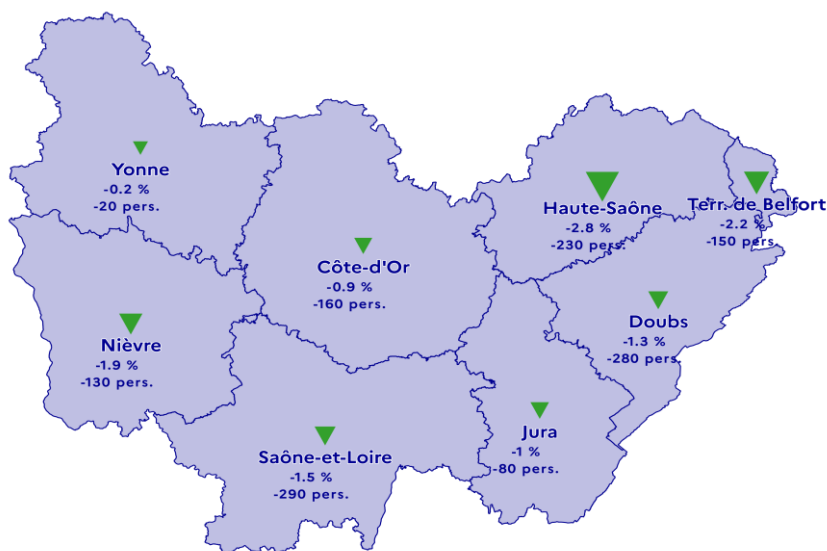 Yonne
-0.2 %
-20 pers.
Haute-Saône
-2.8 %
-230 pers.
Terr. de Belfort
-2.2 %
-150 pers.
Côte-d'Or
-0.9 %
-160 pers.
Nièvre
-1.9 %
-130 pers.
Doubs
-1.3 %
-280 pers.
Saône-et-Loire
-1.5 %
-290 pers.
Jura
-1 %
-80 pers.